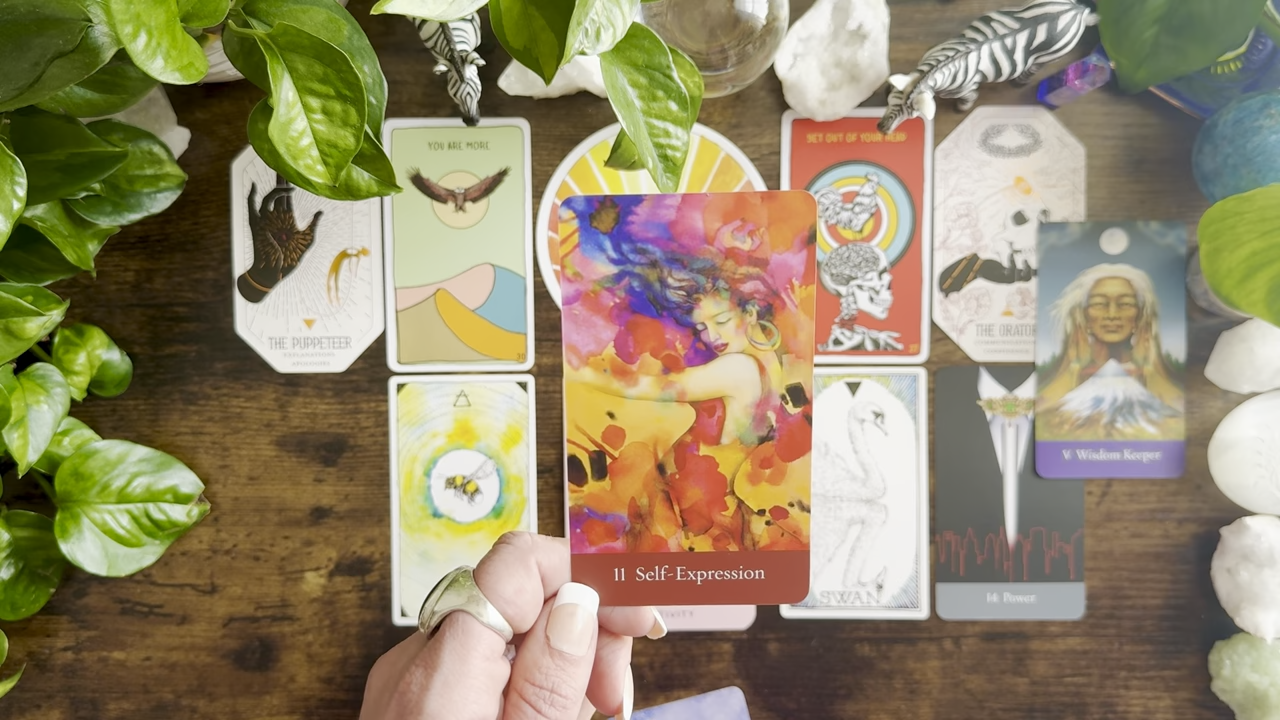 YOU ARE MORE
GET OUT OF YOUR HEAD
THE PUPPETEER
THE ORATOR
V. Wisdom Keeper
11 Self-Expression
SWAN
14 Power